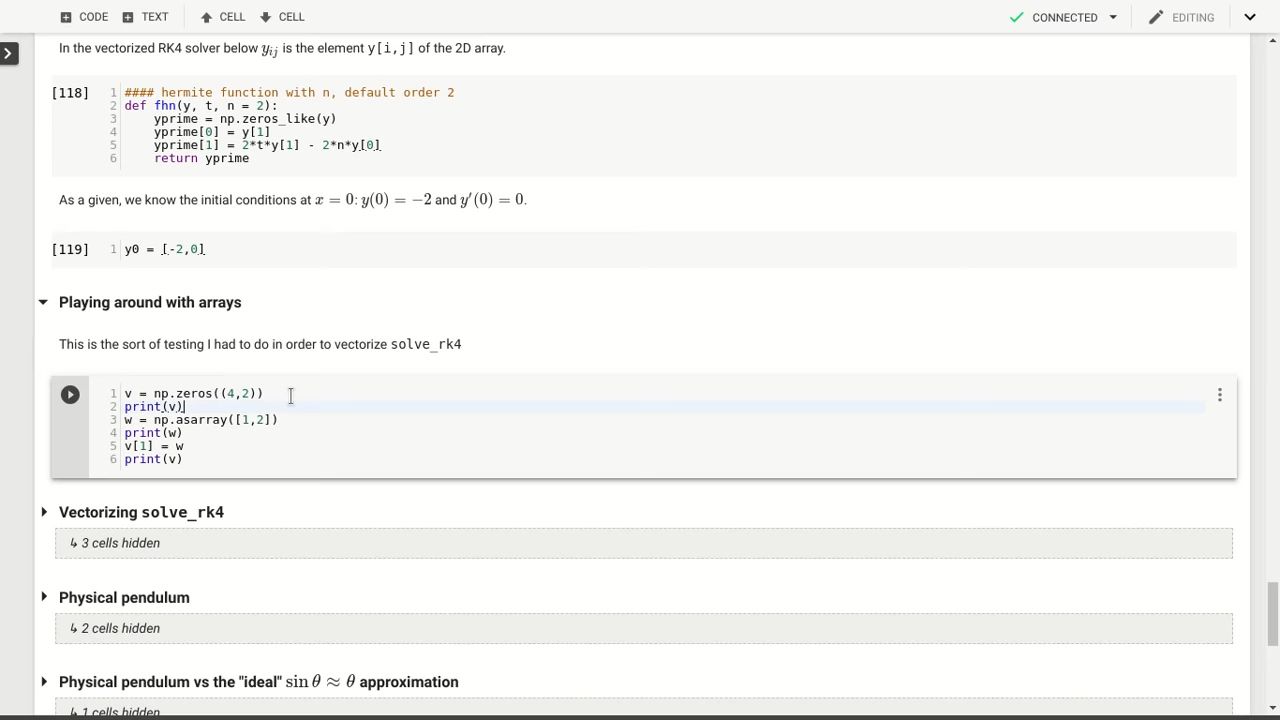 CODE TEXT CELL CELL CONNECTED EDITING
In the vectorized RK4 solver below y_{ij} is the element y[i,j] of the 2D array.
[118] 1 #### hermite function with n, default order 2
2 def fhn(y, t, n = 2):
3     yprime = np.zeros_like(y)
4     yprime[0] = y[1]
5     yprime[1] = 2*t*y[1] - 2*n*y[0]
6     return yprime
As a given, we know the initial conditions at x = 0: y(0) = −2 and y′(0) = 0.
[119] 1 y0 = [-2,0]
Playing around with arrays
This is the sort of testing I had to do in order to vectorize solve_rk4
1 v = np.zeros((4,2))
2 print(v)
3 w = np.asarray([1,2])
4 print(w)
5 v[1] = w
6 print(v)
Vectorizing solve_rk4
↳ 3 cells hidden
Physical pendulum
↳ 2 cells hidden
Physical pendulum vs the "ideal" sin θ ≈ θ approximation
↳ 1 cells hidden